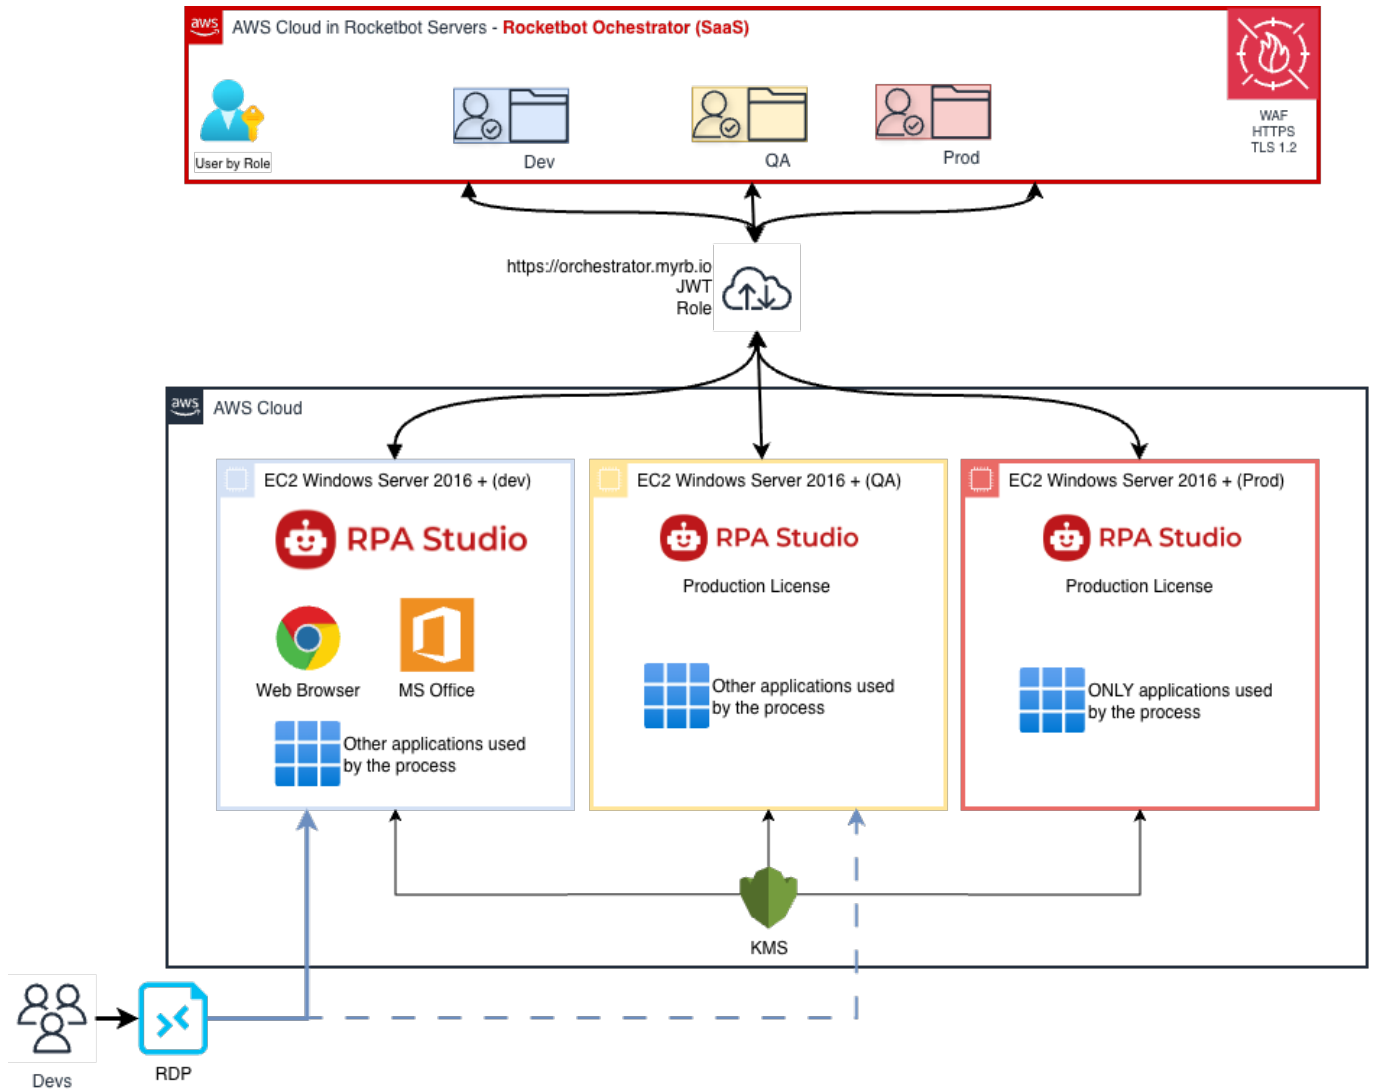 aws
AWS Cloud in Rocketbot Servers - Rocketbot Ochestrator (SaaS)
WAF
HTTPS
TLS 1.2
User by Role
Dev
QA
Prod
https://orchestrator.myrb.io
JWT
Role
aws
AWS Cloud
EC2 Windows Server 2016 + (dev)
RPA Studio
Web Browser
MS Office
Other applications used
by the process
EC2 Windows Server 2016 + (QA)
RPA Studio
Production License
Other applications used
by the process
EC2 Windows Server 2016 + (Prod)
RPA Studio
Production License
ONLY applications used
by the process
KMS
Devs
RDP